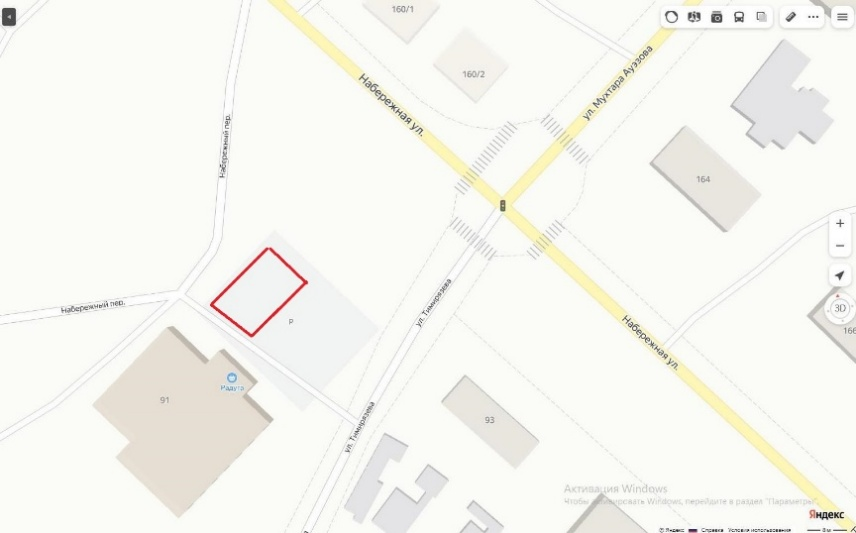 160/1
160/2
Набережная ул.
ул. Мухтара Ауэзова
164
Набережный пер.
Набережный пер.
P
ул. Тимирязева
Набережная ул.
3D
166
91
Радуга
ул. Тимирязева
93
Активация Windows
Чтобы активировать Windows, перейдите в раздел "Параметры".
Яндекс
© Яндекс Справка Условия использования
8 м